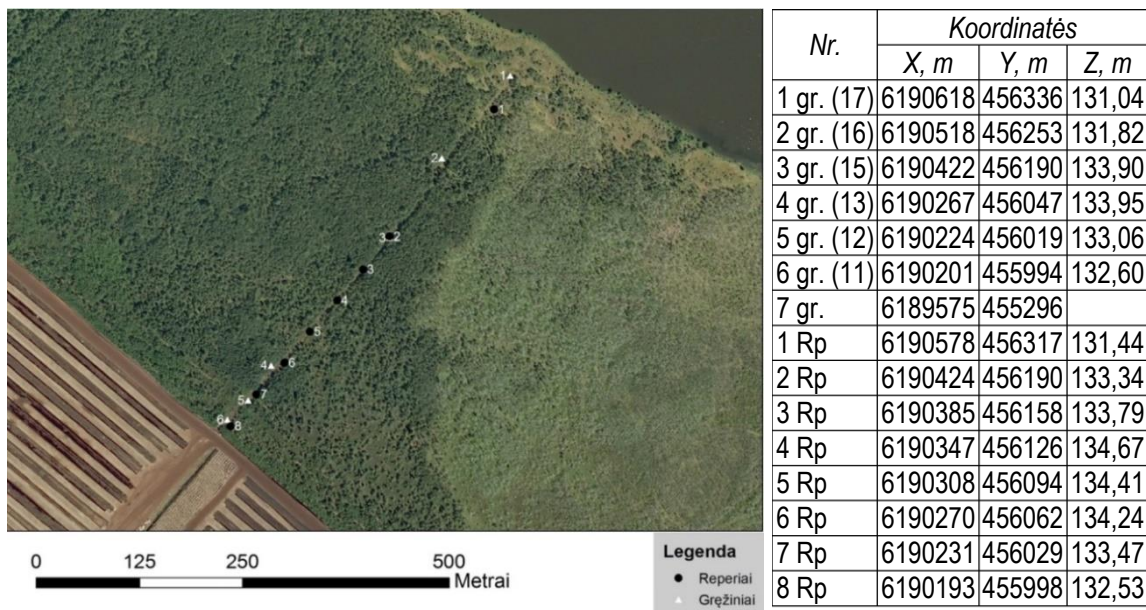 1
1
2
3 2
3
4
5
4 6
5 7
6 8
0 125 250 500
Metrai
Legenda
Reperiai
Gręžiniai
Nr. Koordinatės
X, m Y, m Z, m
1 gr. (17) 6190618 456336 131,04
2 gr. (16) 6190518 456253 131,82
3 gr. (15) 6190422 456190 133,90
4 gr. (13) 6190267 456047 133,95
5 gr. (12) 6190224 456019 133,06
6 gr. (11) 6190201 455994 132,60
7 gr. 6189575 455296
1 Rp 6190578 456317 131,44
2 Rp 6190424 456190 133,34
3 Rp 6190385 456158 133,79
4 Rp 6190347 456126 134,67
5 Rp 6190308 456094 134,41
6 Rp 6190270 456062 134,24
7 Rp 6190231 456029 133,47
8 Rp 6190193 455998 132,53